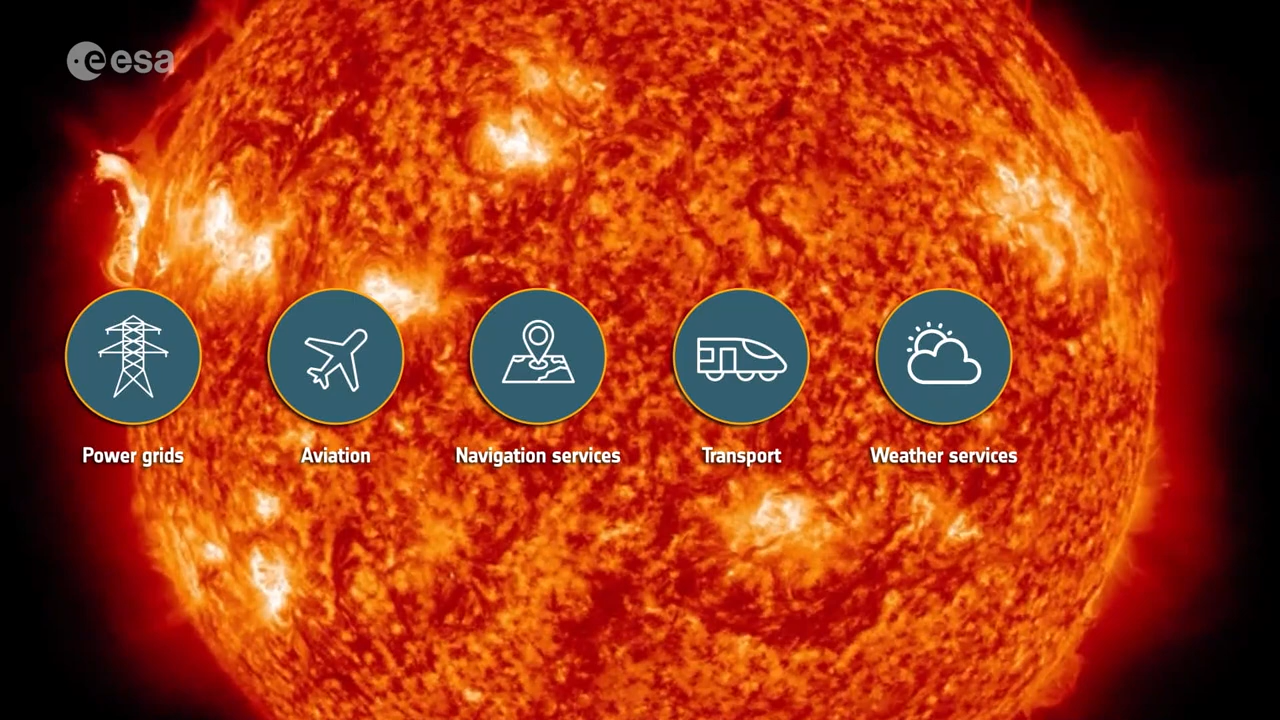 esa
Power grids
Aviation
Navigation services
Transport
Weather services